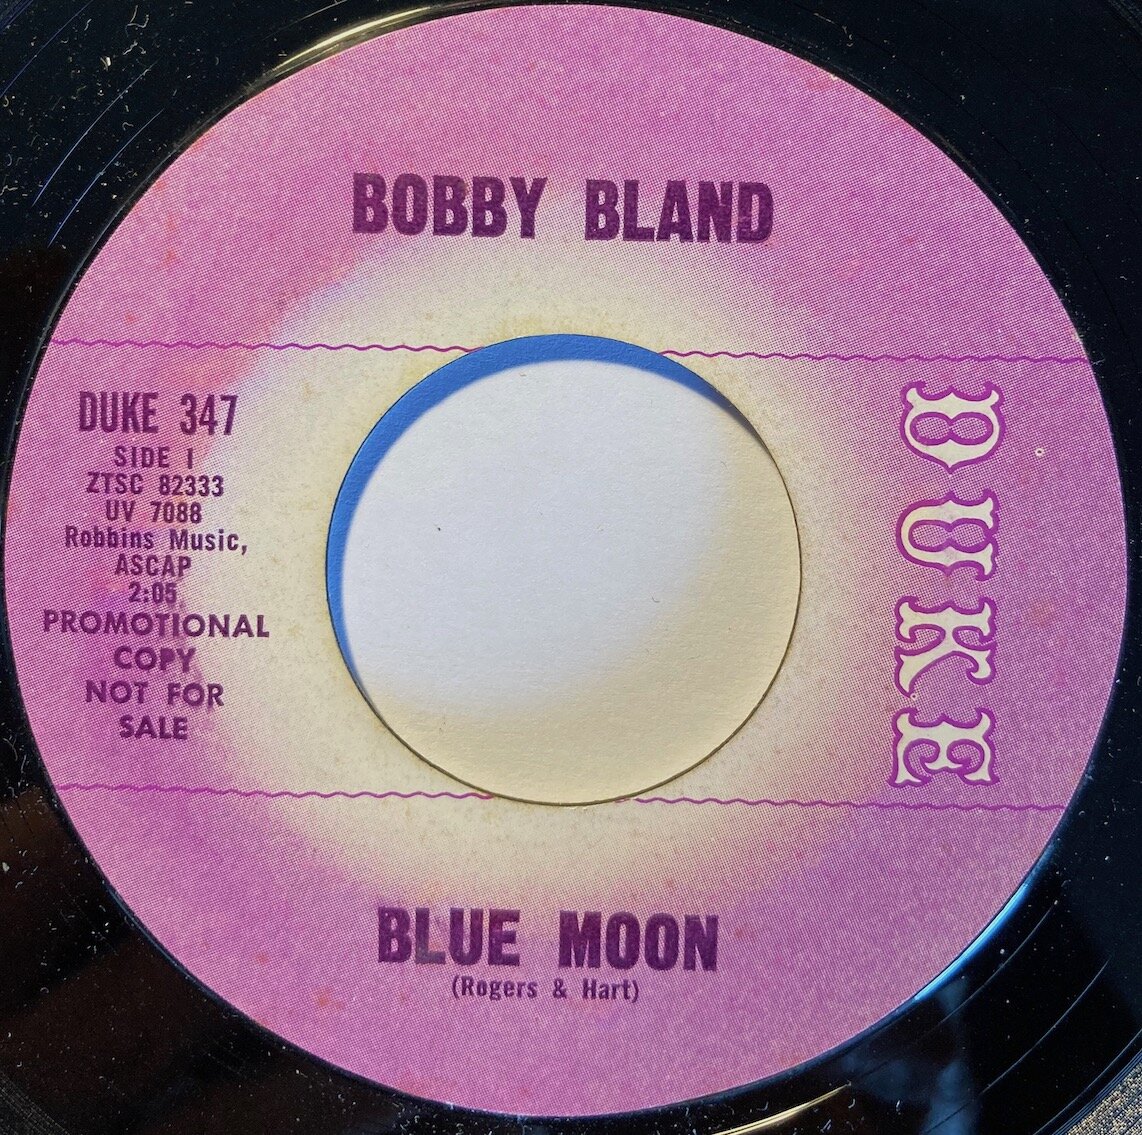 BOBBY BLAND
DUKE 347
SIDE I
ZTSC 82333
UV 7088
Robbins Music,
ASCAP
2:05
PROMOTIONAL
COPY
NOT FOR
SALE
DUKE
BLUE MOON
(Rogers & Hart)